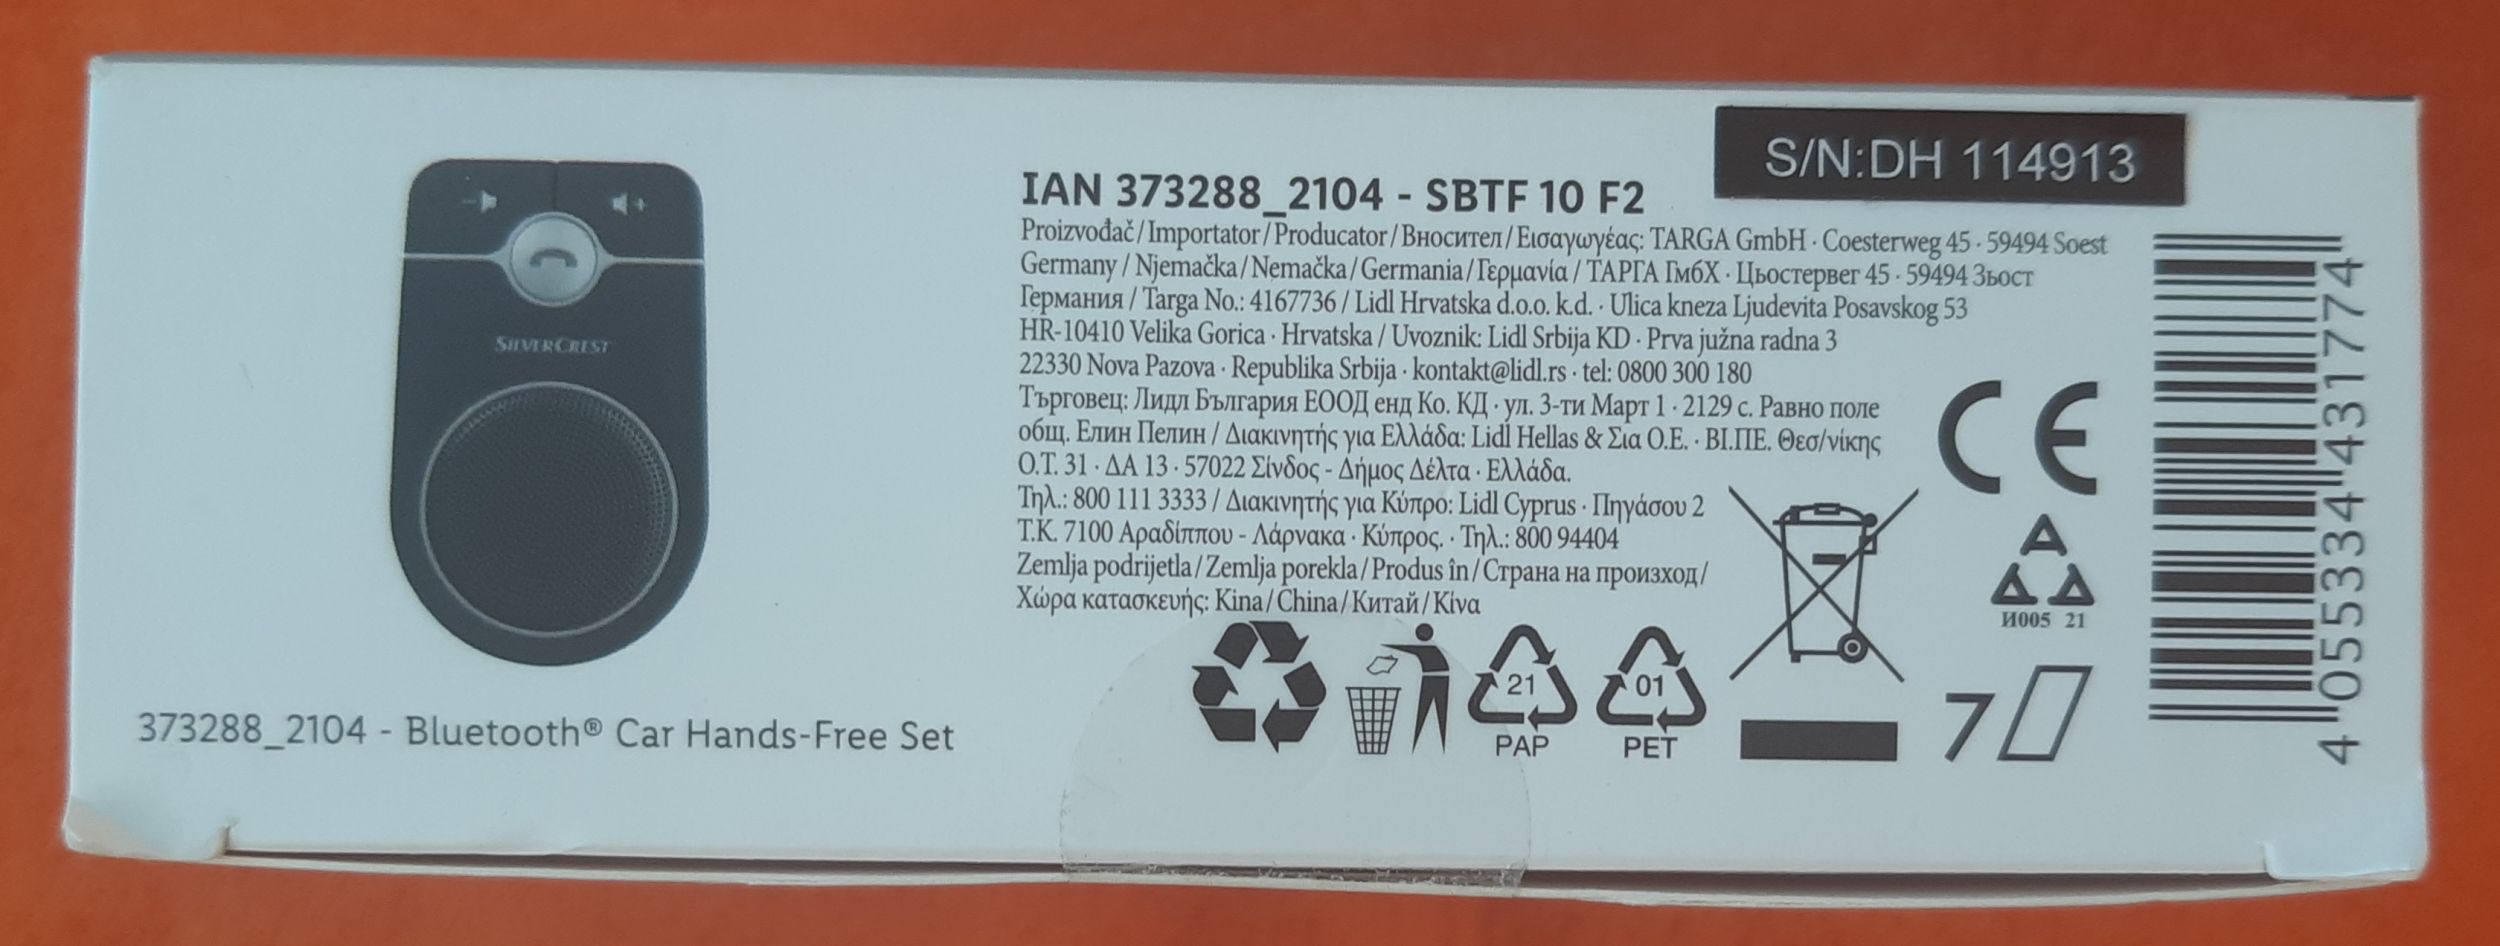 SILVERCREST
373288_2104 - Bluetooth® Car Hands-Free Set
S/N:DH 114913
IAN 373288_2104 - SBTF 10 F2
Proizvođač/Importator/Producator/Вносител/Εισαγωγέας: TARGA GmbH · Coesterweg 45 · 59494 Soest
Germany / Njemačka/Nemačka/Germania/Γερμανία / ТАРГА ГмбХ · Цьостервег 45 · 59494 Зьост
Германия / Targa No.: 4167736 / Lidl Hrvatska d.o.o. k.d. · Ulica kneza Ljudevita Posavskog 53
HR-10410 Velika Gorica · Hrvatska / Uvoznik: Lidl Srbija KD · Prva južna radna 3
22330 Nova Pazova · Republika Srbija · kontakt@lidl.rs · tel: 0800 300 180
Търговец: Лидл България ЕООД енд Ко. КД · ул. 3-ти Март 1 · 2129 с. Равно поле
общ. Елин Пелин / Διακινητής για Ελλάδα: Lidl Hellas & Σια Ο.Ε. · ΒΙ.ΠΕ. Θεσ/νίκης
Ο.Τ. 31 · ΔΑ 13 · 57022 Σίνδος - Δήμος Δέλτα · Ελλάδα.
Τηλ.: 800 111 3333 / Διακινητής για Κύπρο: Lidl Cyprus · Πηγάσου 2
Τ.Κ. 7100 Αραδίππου - Λάρνακα · Κύπρος. · Τηλ.: 800 94404
Zemlja podrijetla/Zemlja porekla/Produs în/Страна на произход/
Χώρα κατασκευής: Kina/China/Китай/Κίνα
CE
И005 21
21
PAP
01
PET
7
4 055334 431774